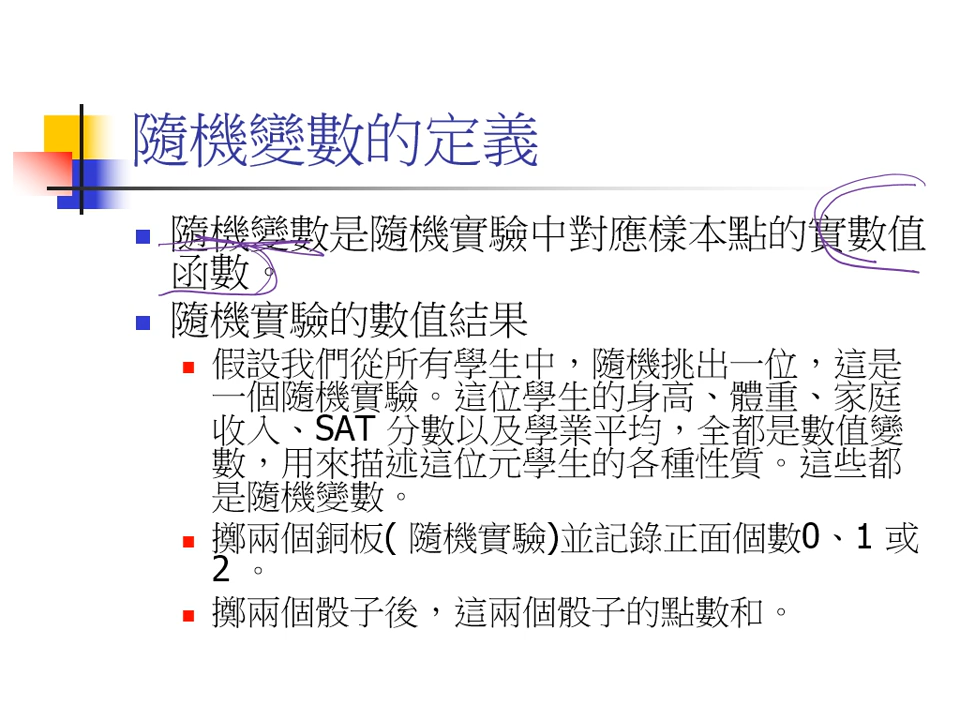 隨機變數的定義
隨機變數是隨機實驗中對應樣本點的實數值
函數。
隨機實驗的數值結果
假設我們從所有學生中，隨機挑出一位，這是
一個隨機實驗。這位學生的身高、體重、家庭
收入、SAT 分數以及學業平均，全都是數值變
數，用來描述這位元學生的各種性質。這些都
是隨機變數。
擲兩個銅板( 隨機實驗)並記錄正面個數0、1 或
2 。
擲兩個骰子後，這兩個骰子的點數和。